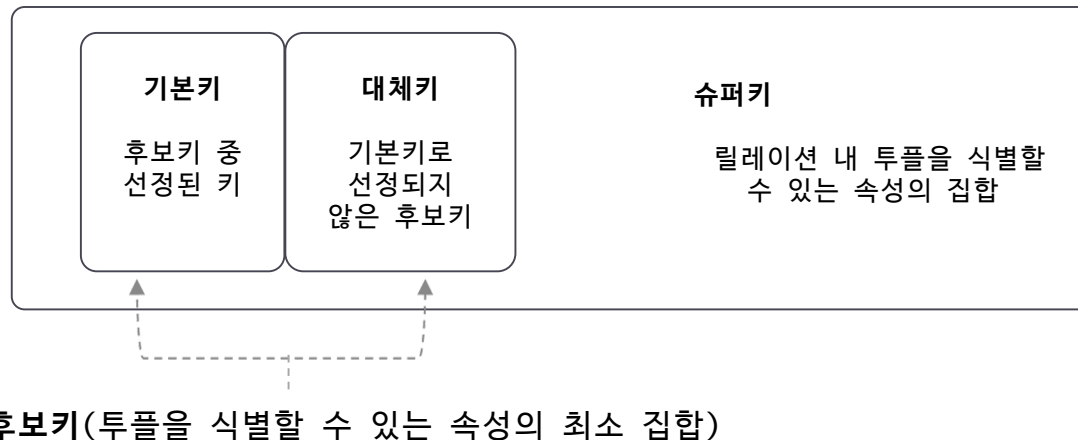 기본키
후보키 중
선정된 키
대체키
기본키로
선정되지
않은 후보키
슈퍼키
릴레이션 내 투플을 식별할
수 있는 속성의 집합
후보키(투플을 식별할 수 있는 속성의 최소 집합)